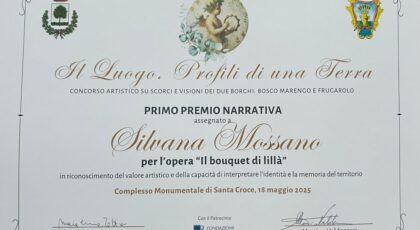 Il Luogo. Profili di una Terra
CONCORSO ARTISTICO SU SCORCI E VISIONI DEI DUE BORGHI: BOSCO MARENGO E FRUGAROLO
PRIMO PREMIO NARRATIVA
assegnato a
Silvana Mossano
per l'opera "Il bouquet di lillà"
in riconoscimento del valore artistico e della capacità di interpretare l'identità e la memoria del territorio
Complesso Monumentale di Santa Croce, 18 maggio 2025
Con il Patrocinio
FONDAZIONE